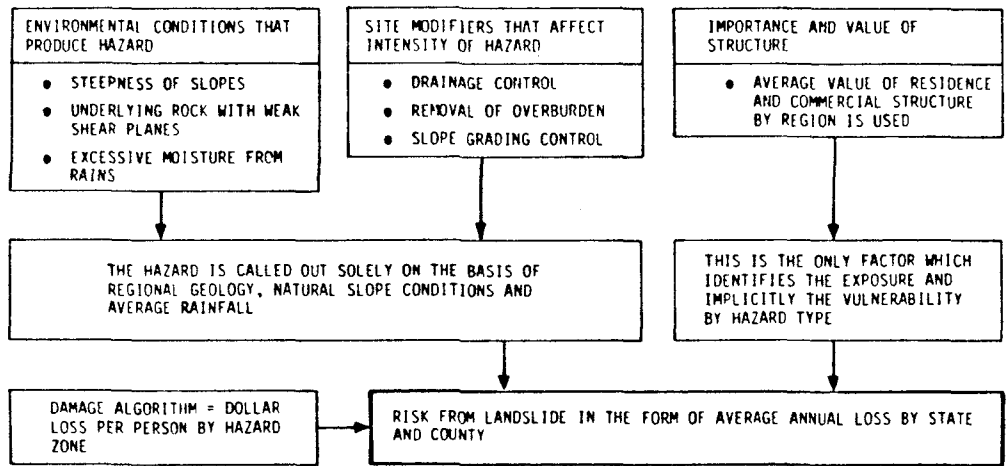 ENVIRONMENTAL CONDITIONS THAT
PRODUCE HAZARD
● STEEPNESS OF SLOPES
● UNDERLYING ROCK WITH WEAK
SHEAR PLANES
● EXCESSIVE MOISTURE FROM
RAINS
SITE MODIFIERS THAT AFFECT
INTENSITY OF HAZARD
● DRAINAGE CONTROL
● REMOVAL OF OVERBURDEN
● SLOPE GRADING CONTROL
IMPORTANCE AND VALUE OF
STRUCTURE
● AVERAGE VALUE OF RESIDENCE
AND COMMERCIAL STRUCTURE
BY REGION IS USED
THE HAZARD IS CALLED OUT SOLELY ON THE BASIS OF
REGIONAL GEOLOGY, NATURAL SLOPE CONDITIONS AND
AVERAGE RAINFALL
THIS IS THE ONLY FACTOR WHICH
IDENTIFIES THE EXPOSURE AND
IMPLICITLY THE VULNERABILITY
BY HAZARD TYPE
DAMAGE ALGORITHM = DOLLAR
LOSS PER PERSON BY HAZARD
ZONE
RISK FROM LANDSLIDE IN THE FORM OF AVERAGE ANNUAL LOSS BY STATE
AND COUNTY